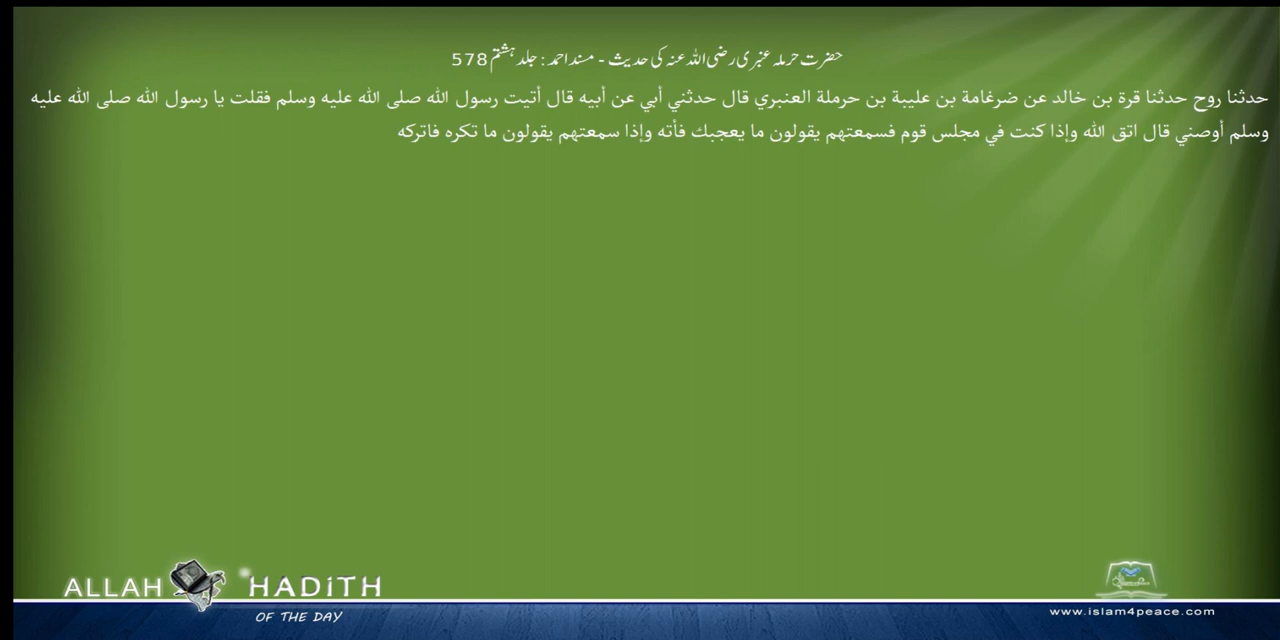 حضرت حرملہ عنبری رضی اللہ عنہ کی حدیث - مسند احمد : جلد ہشتم 578
حدثنا روح حدثنا قرة بن خالد عن ضرغامة بن عليبة بن حرملة العنبري قال حدثني أبي عن أبيه قال أتيت رسول الله صلى الله عليه وسلم فقلت يا رسول الله صلى الله عليه
وسلم أوصني قال اتق الله وإذا كنت في مجلس قوم فسمعتهم يقولون ما يعجبك فأته وإذا سمعتهم يقولون ما تكره فاتركه
ALLAH HADITH
OF THE DAY
www.islam4peace.com